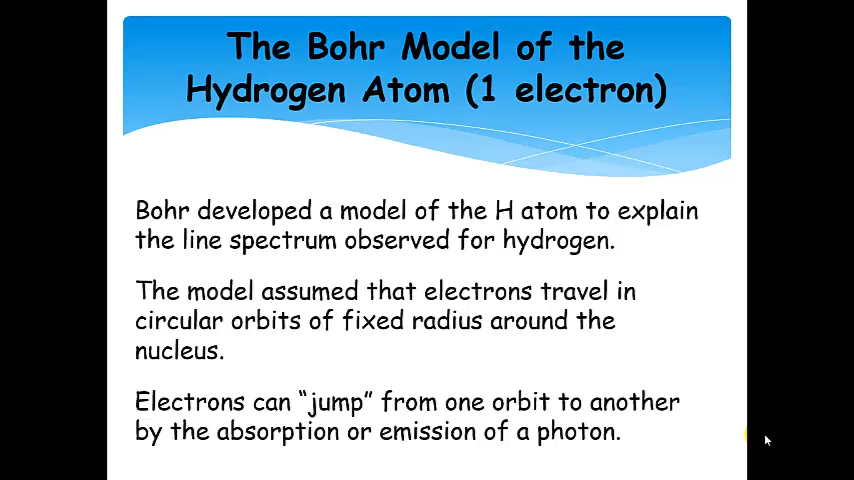 The Bohr Model of the
Hydrogen Atom (1 electron)
Bohr developed a model of the H atom to explain
the line spectrum observed for hydrogen.
The model assumed that electrons travel in
circular orbits of fixed radius around the
nucleus.
Electrons can “jump” from one orbit to another
by the absorption or emission of a photon.